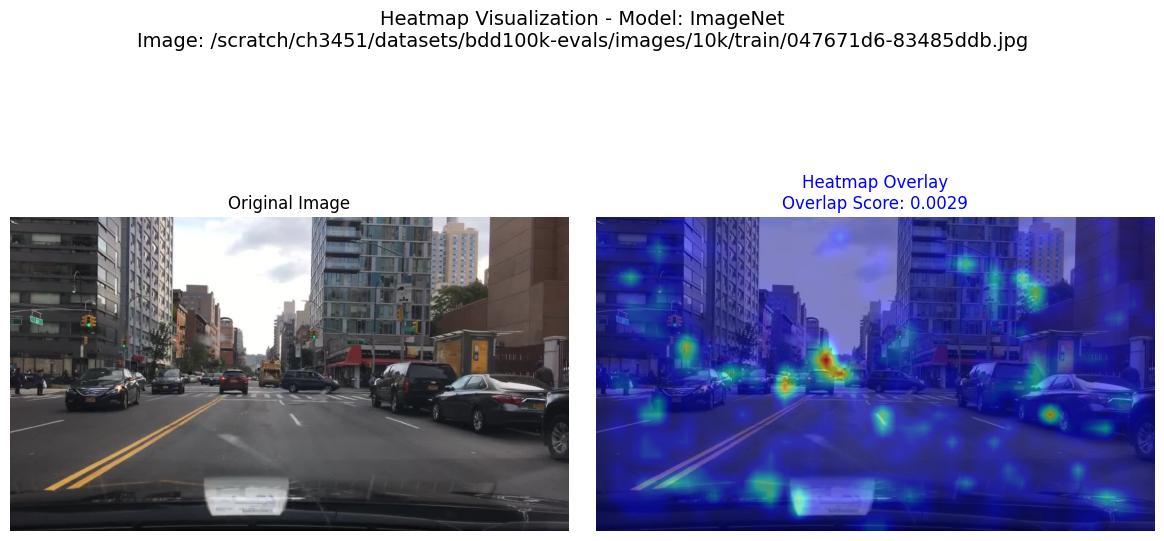 Heatmap Visualization - Model: ImageNet
Image: /scratch/ch3451/datasets/bdd100k-evals/images/10k/train/047671d6-83485ddb.jpg
Original Image
Heatmap Overlay
Overlap Score: 0.0029